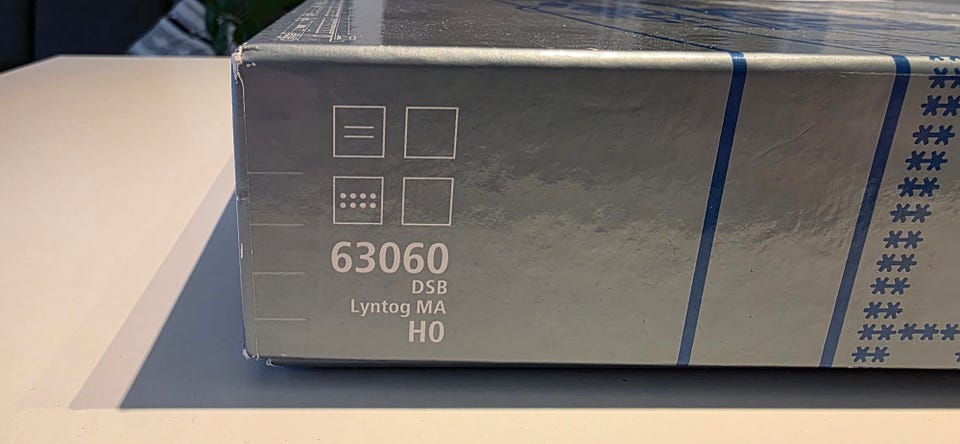 63060
DSB
Lyntog MA
H0